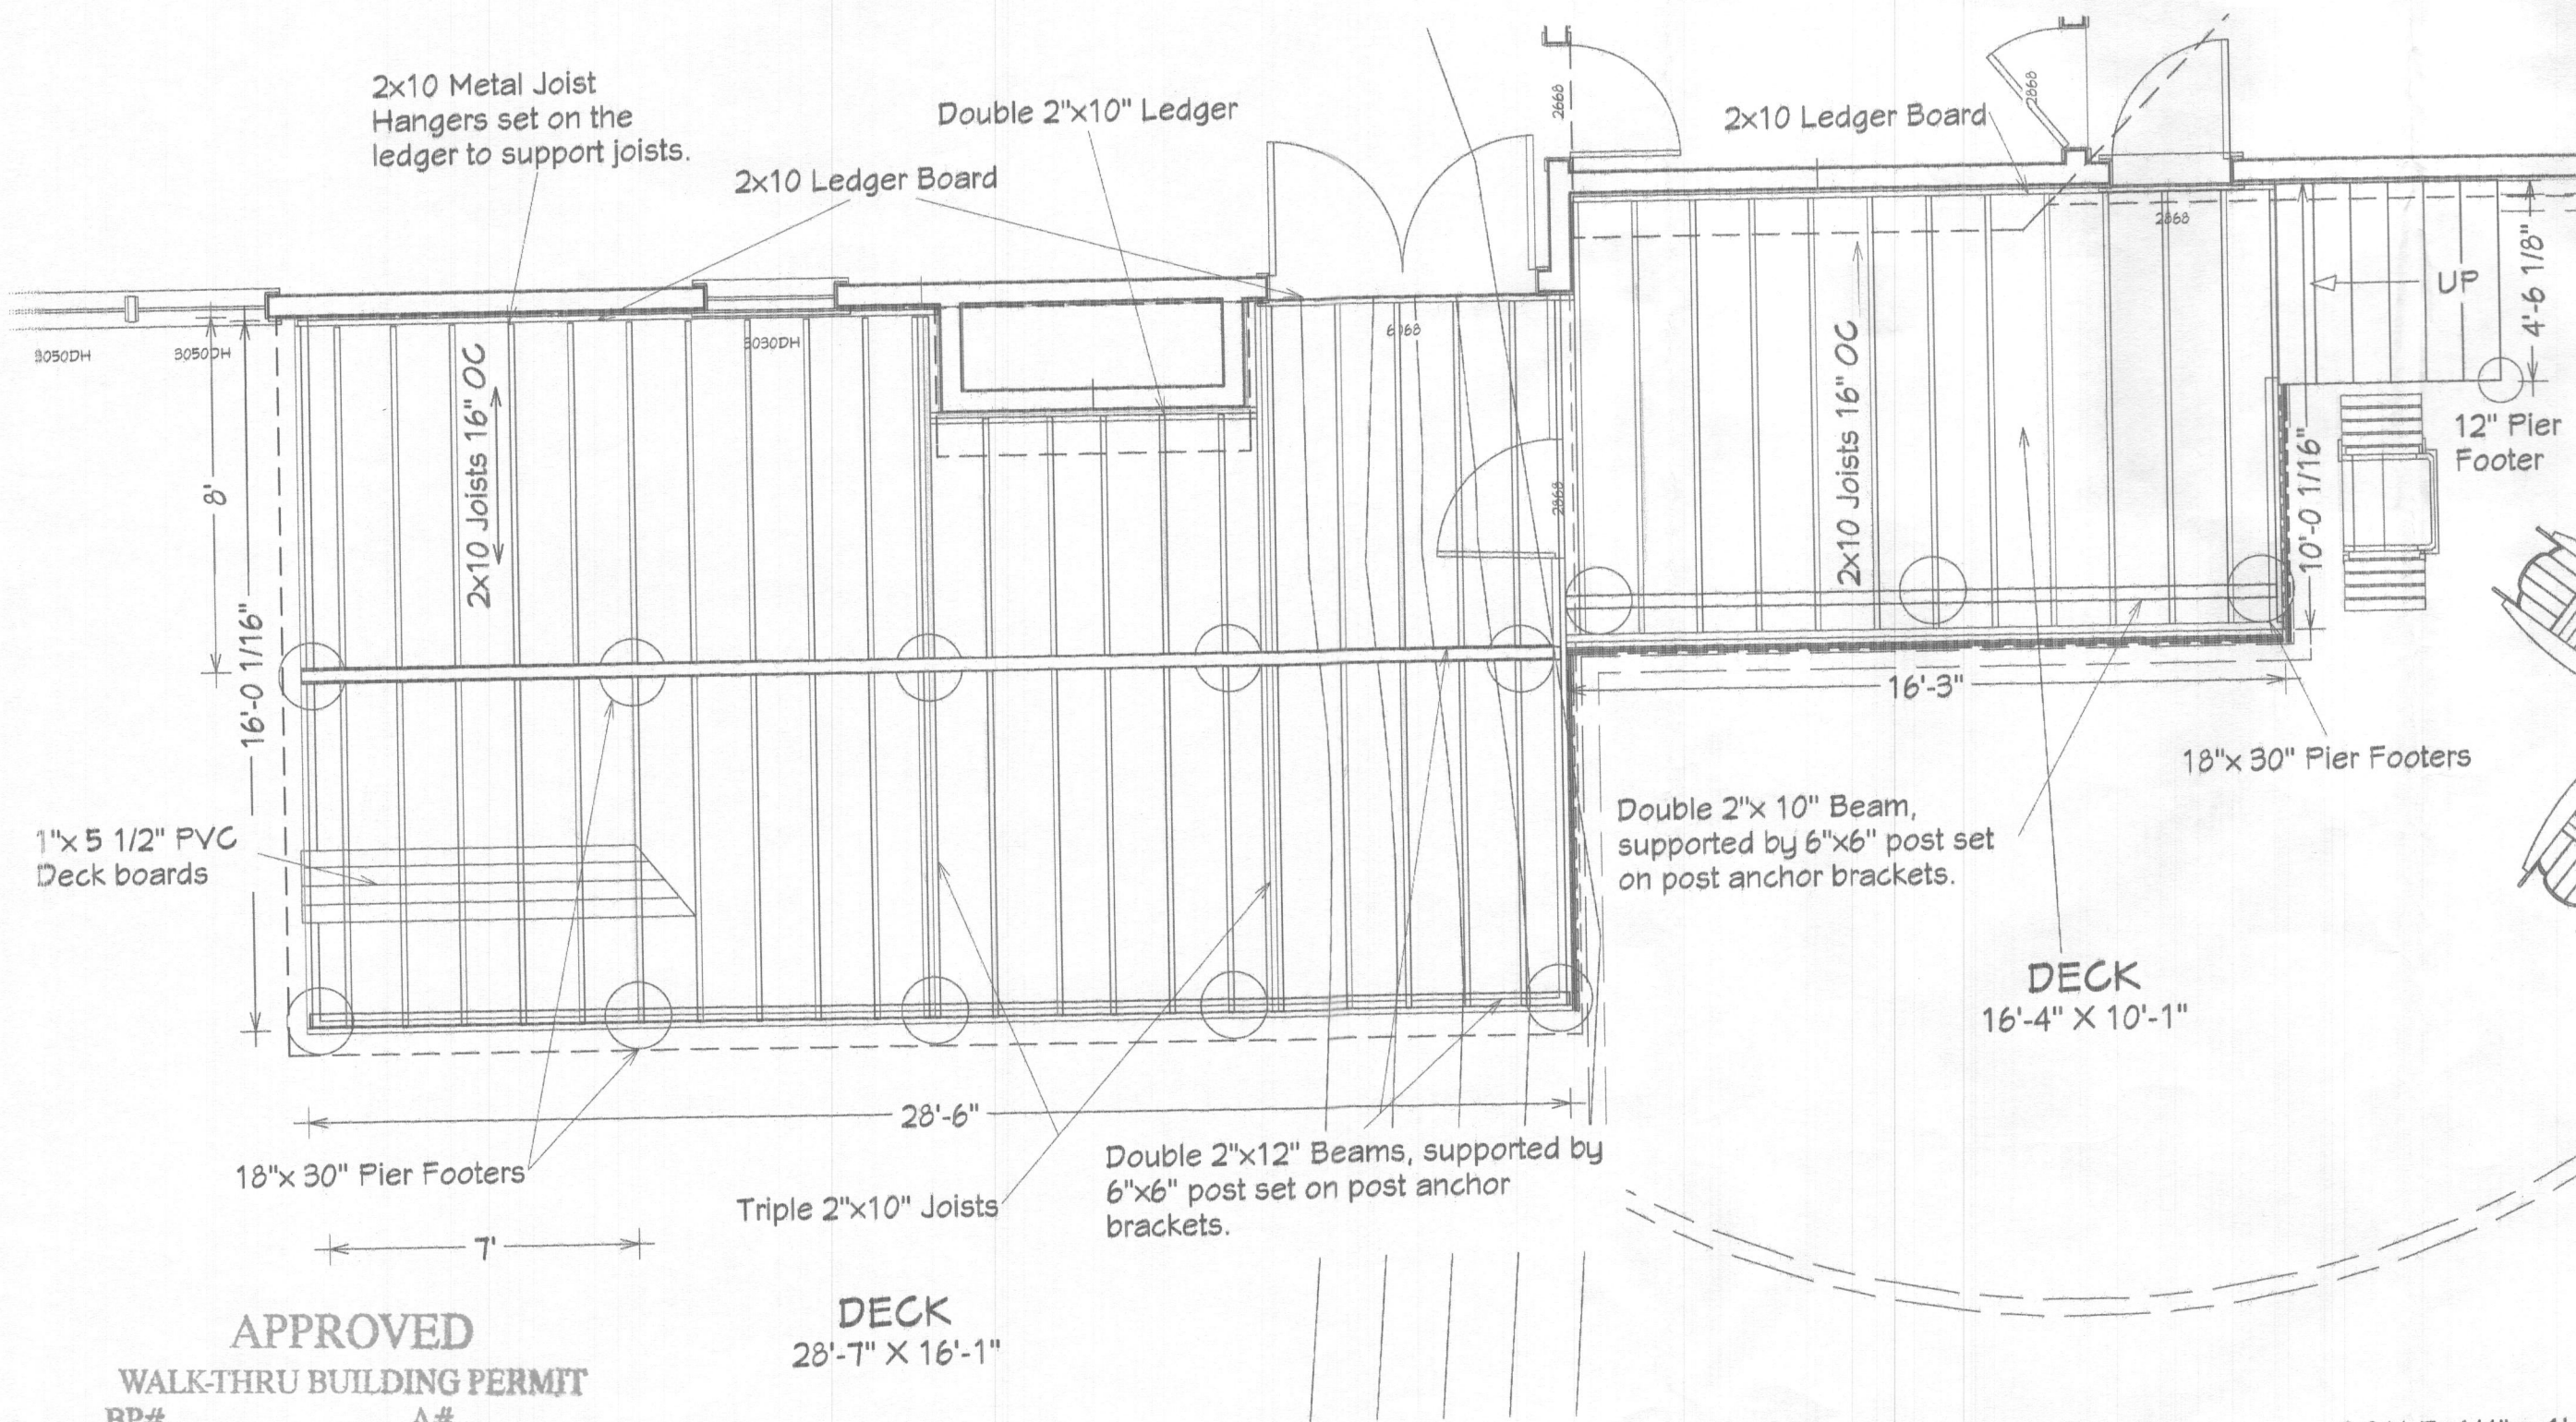 2x10 Metal Joist
Hangers set on the
ledger to support joists.
2x10 Ledger Board
Double 2"x10" Ledger
2668
2x10 Ledger Board
2868
2868
UP
4'-6 1/8"
12" Pier
Footer
3050DH
3050DH
3030DH
6068
2868
8'
16'-0 1/16"
2x10 Joists 16" OC
2x10 Joists 16" OC
10'-0 1/16"
16'-3"
18"x 30" Pier Footers
1"x 5 1/2" PVC
Deck boards
Double 2"x 10" Beam,
supported by 6"x6" post set
on post anchor brackets.
DECK
16'-4" X 10'-1"
28'-6"
18"x 30" Pier Footers
Triple 2"x10" Joists
Double 2"x12" Beams, supported by
6"x6" post set on post anchor
brackets.
7'
DECK
28'-7" X 16'-1"
APPROVED
WALK-THRU BUILDING PERMIT
BP# A#